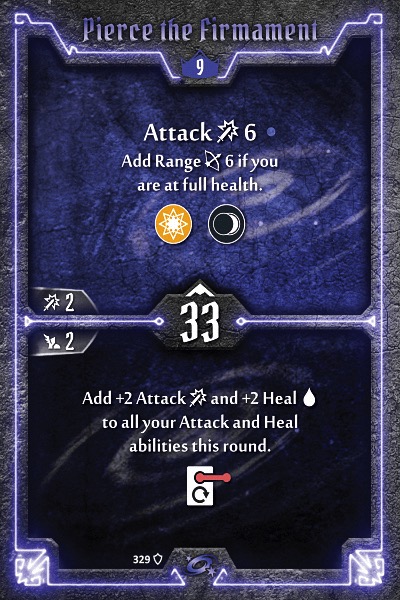 Pierce the Firmament
9
Attack 6
Add Range 6 if you
are at full health.
2
33
2
Add +2 Attack and +2 Heal
to all your Attack and Heal
abilities this round.
329